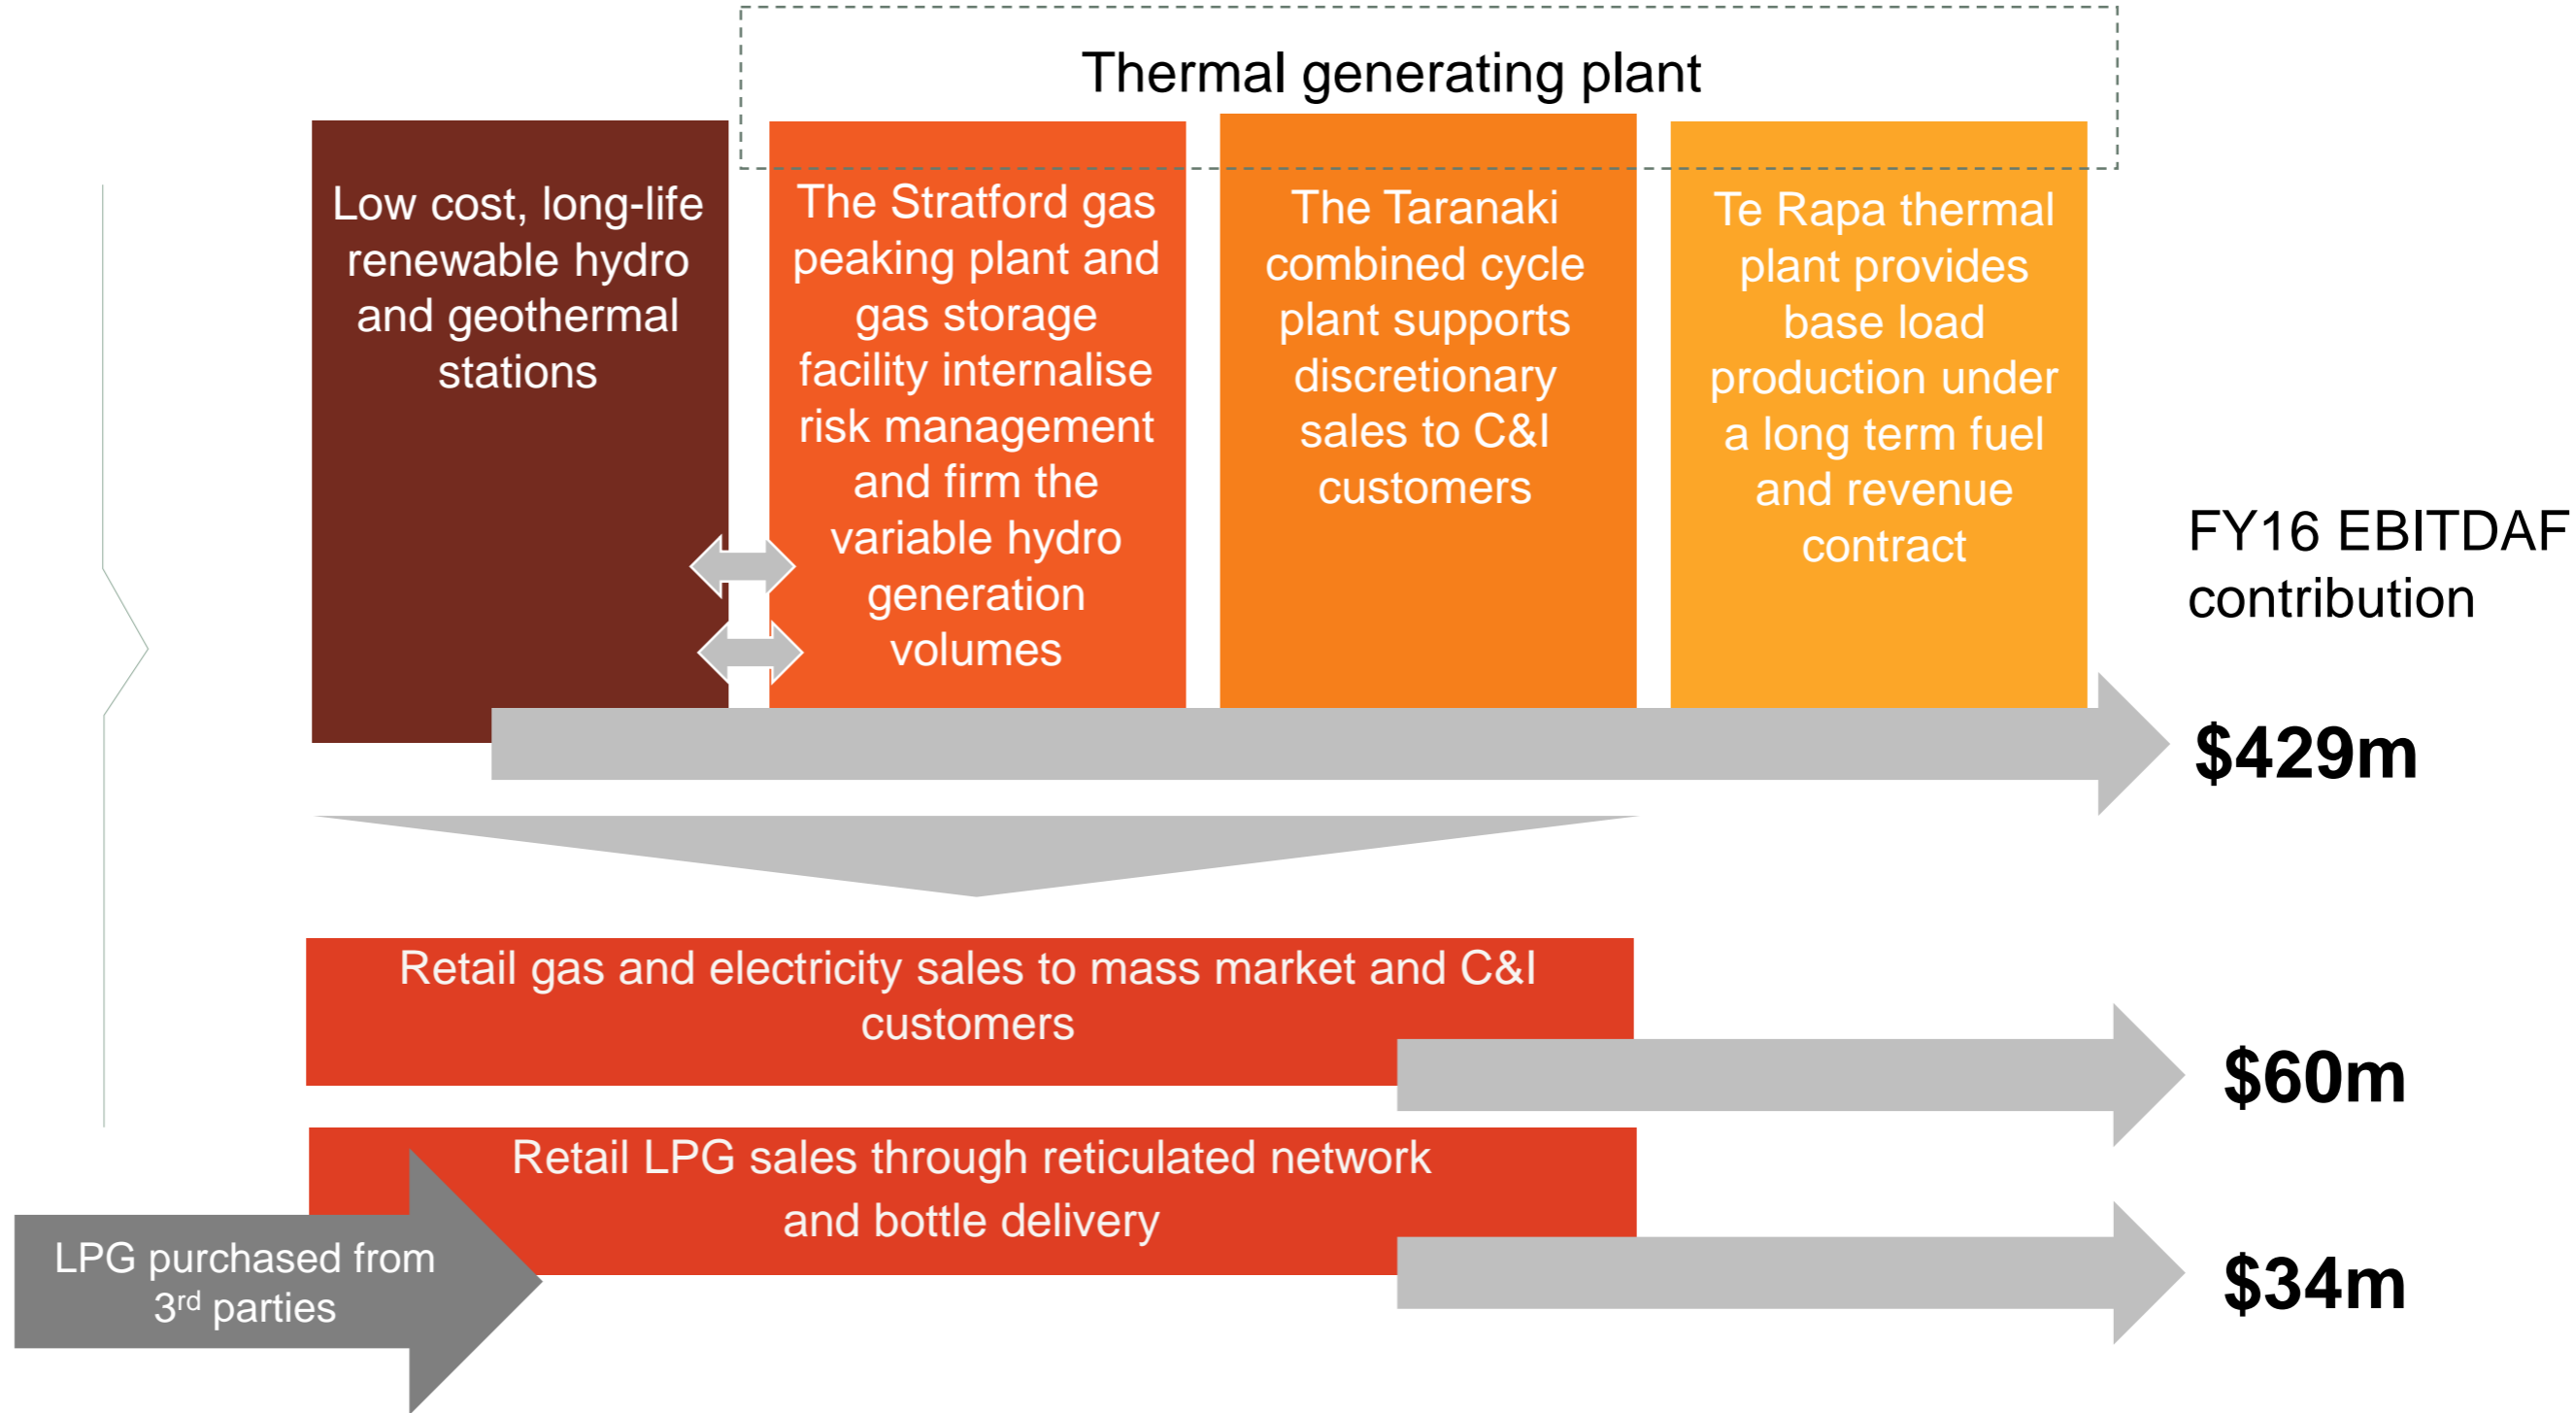 Thermal generating plant
Low cost, long-life
renewable hydro
and geothermal
stations
The Stratford gas
peaking plant and
gas storage
facility internalise
risk management
and firm the
variable hydro
generation
volumes
The Taranaki
combined cycle
plant supports
discretionary
sales to C&I
customers
Te Rapa thermal
plant provides
base load
production under
a long term fuel
and revenue
contract
FY16 EBITDAF
contribution
$429m
Retail gas and electricity sales to mass market and C&I
customers
$60m
Retail LPG sales through reticulated network
and bottle delivery
LPG purchased from
3rd parties
$34m